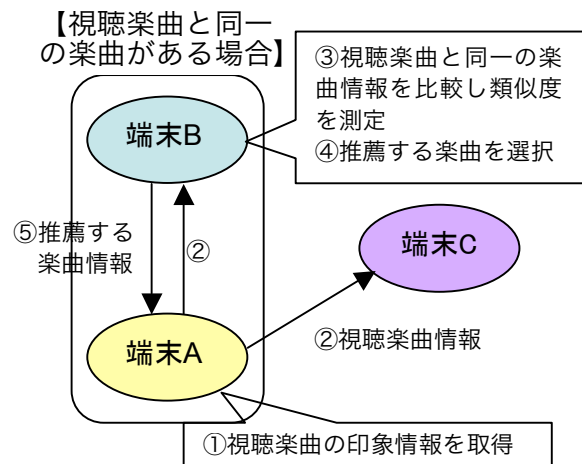 【視聴楽曲と同一
の楽曲がある場合】
③視聴楽曲と同一の楽
曲情報を比較し類似度
を測定
④推薦する楽曲を選択
端末B
⑤推薦する
楽曲情報
②
端末C
端末A
②視聴楽曲情報
①視聴楽曲の印象情報を取得